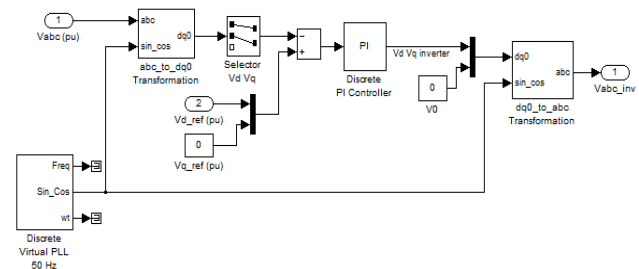 1
Vabc (pu)
abc
sin_cos
dq0
abc_to_dq0
Transformation
Selector
Vd Vq
−
+
PI
Discrete
PI Controller
Vd Vq inverter
0
V0
dq0
sin_cos
abc
dq0_to_abc
Transformation
1
Vabc_inv
2
Vd_ref (pu)
0
Vq_ref (pu)
Freq
Sin_Cos
wt
Discrete
Virtual PLL
50 Hz